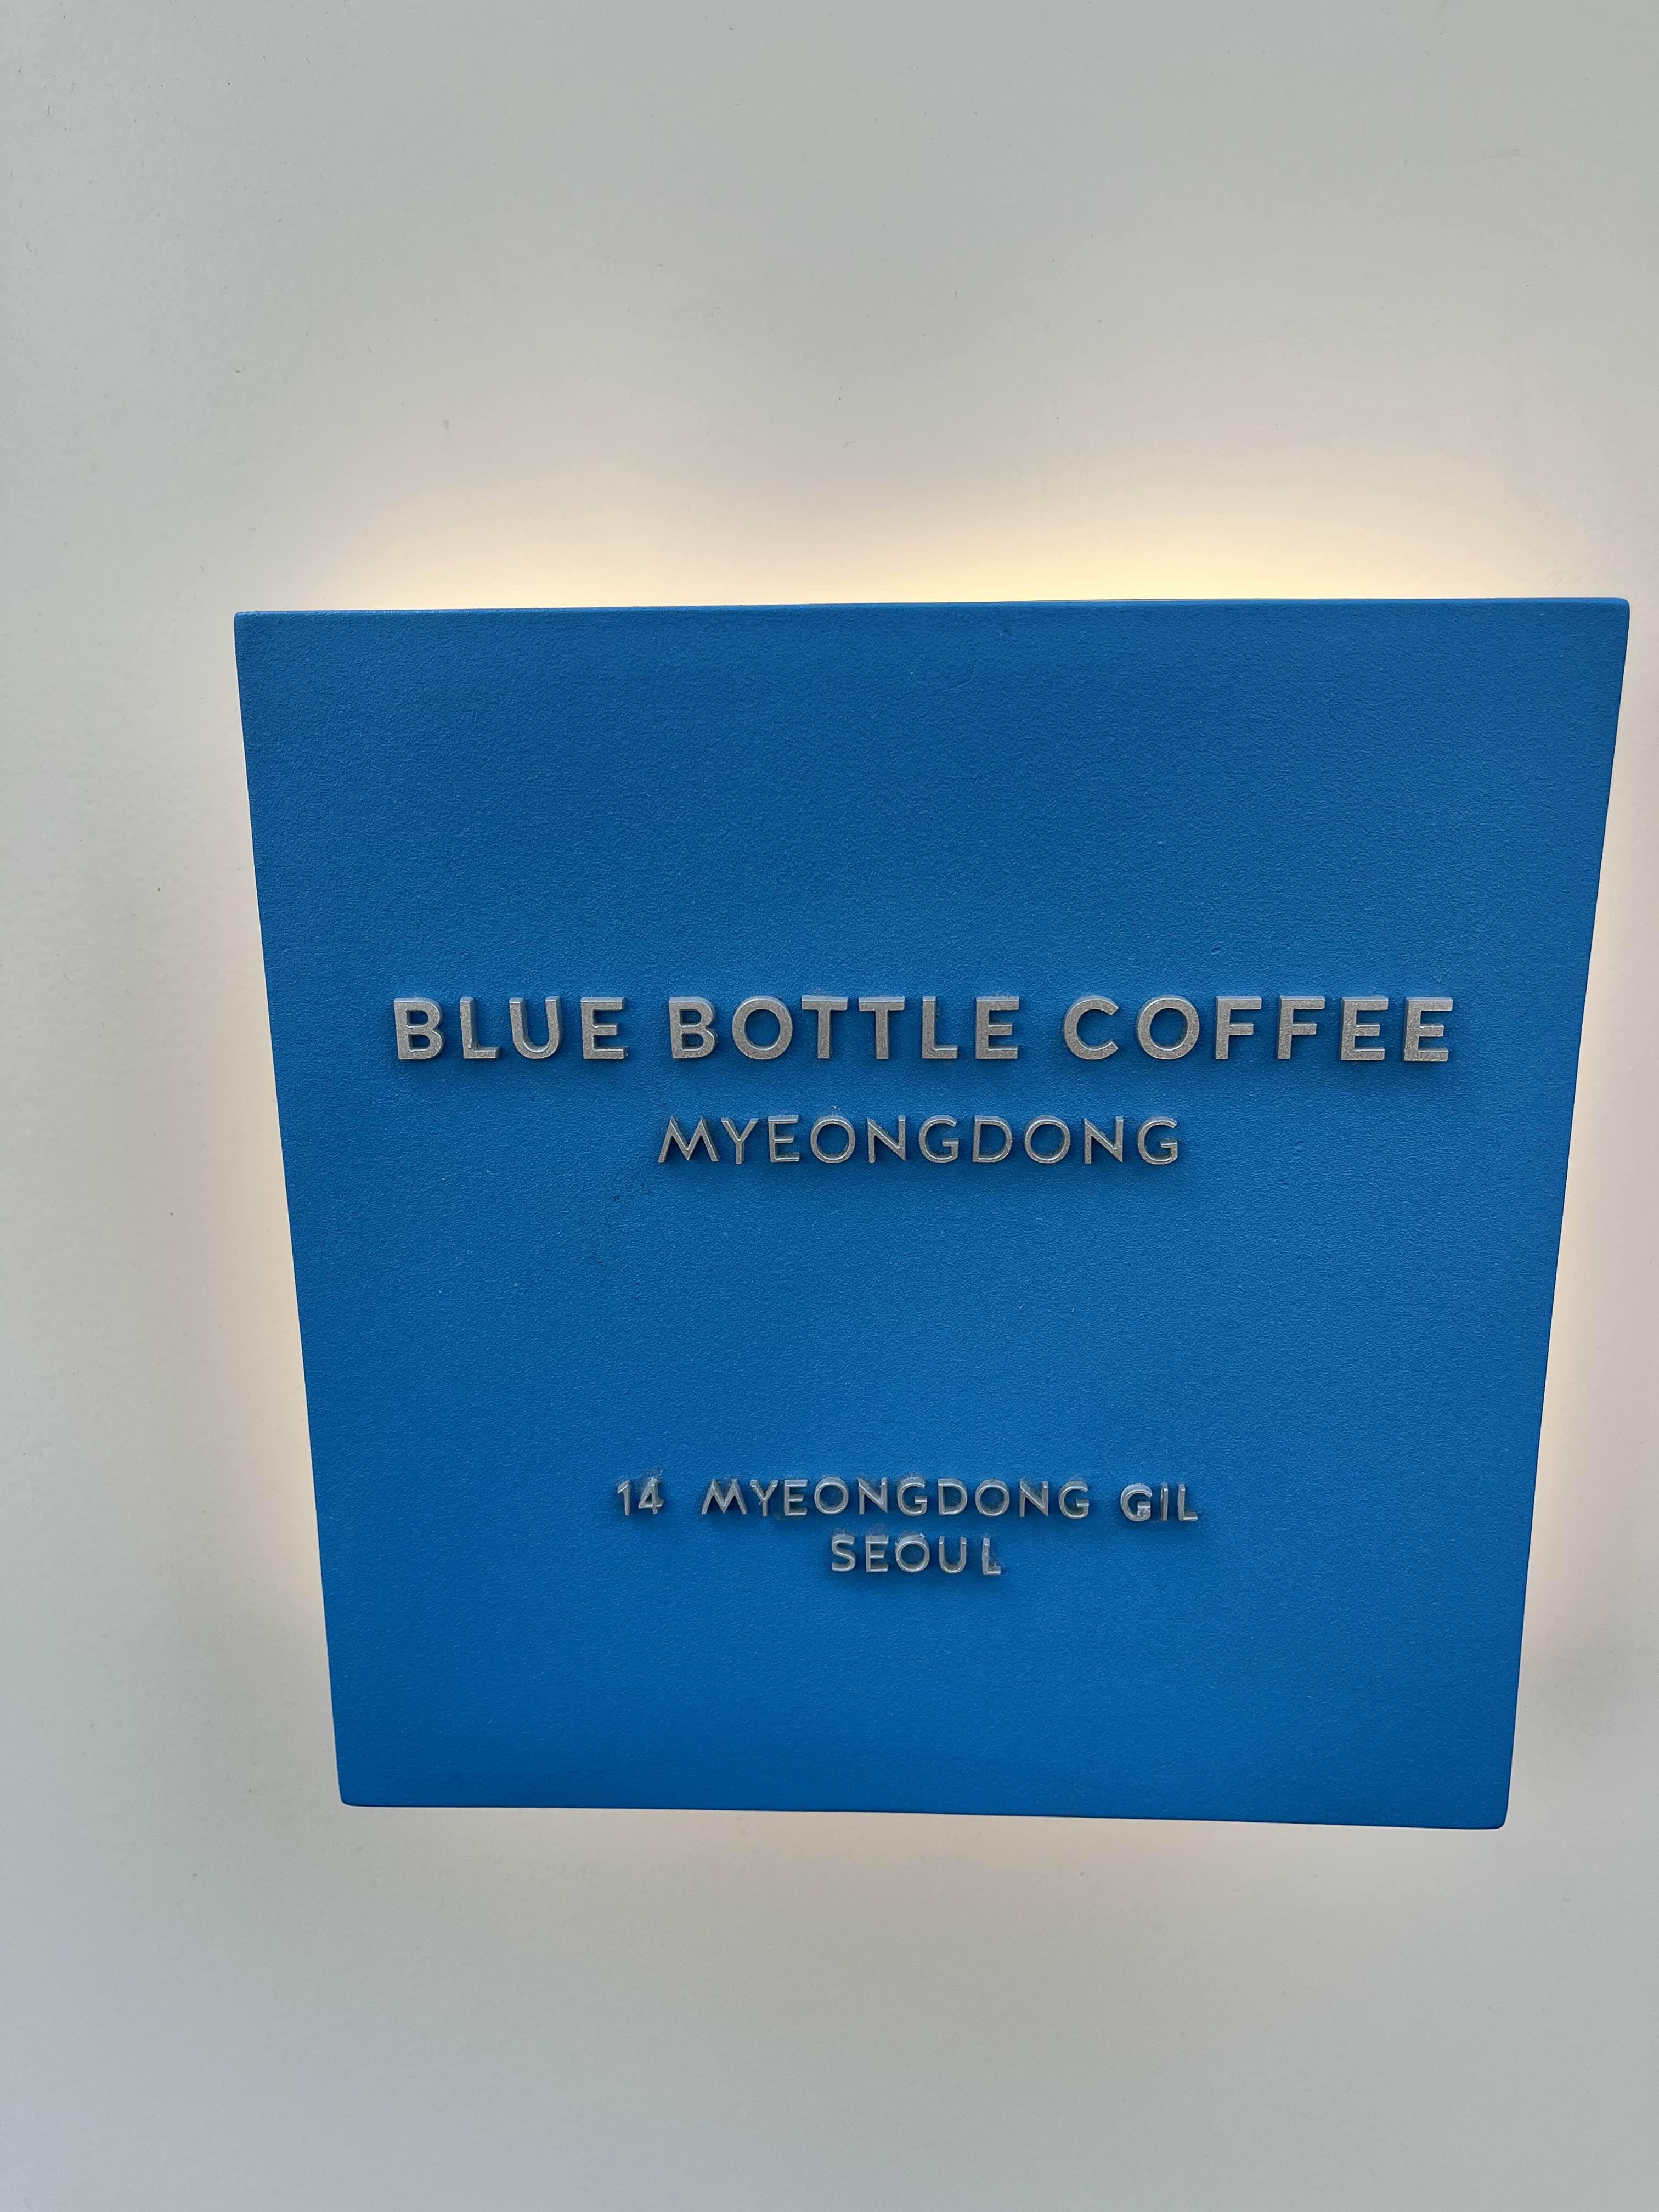 BLUE BOTTLE COFFEE
MYEONGDONG
14 MYEONGDONG GIL
SEOUL